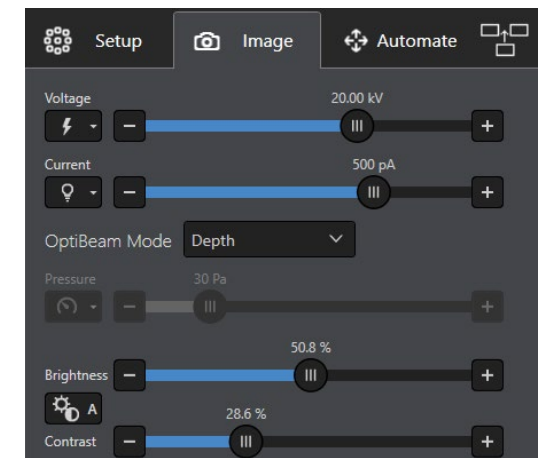 Setup Image Automate
Voltage 20.00 kV
Current 500 pA
OptiBeam Mode Depth
Pressure 30 Pa
50.8 %
Brightness
A
28.6 %
Contrast